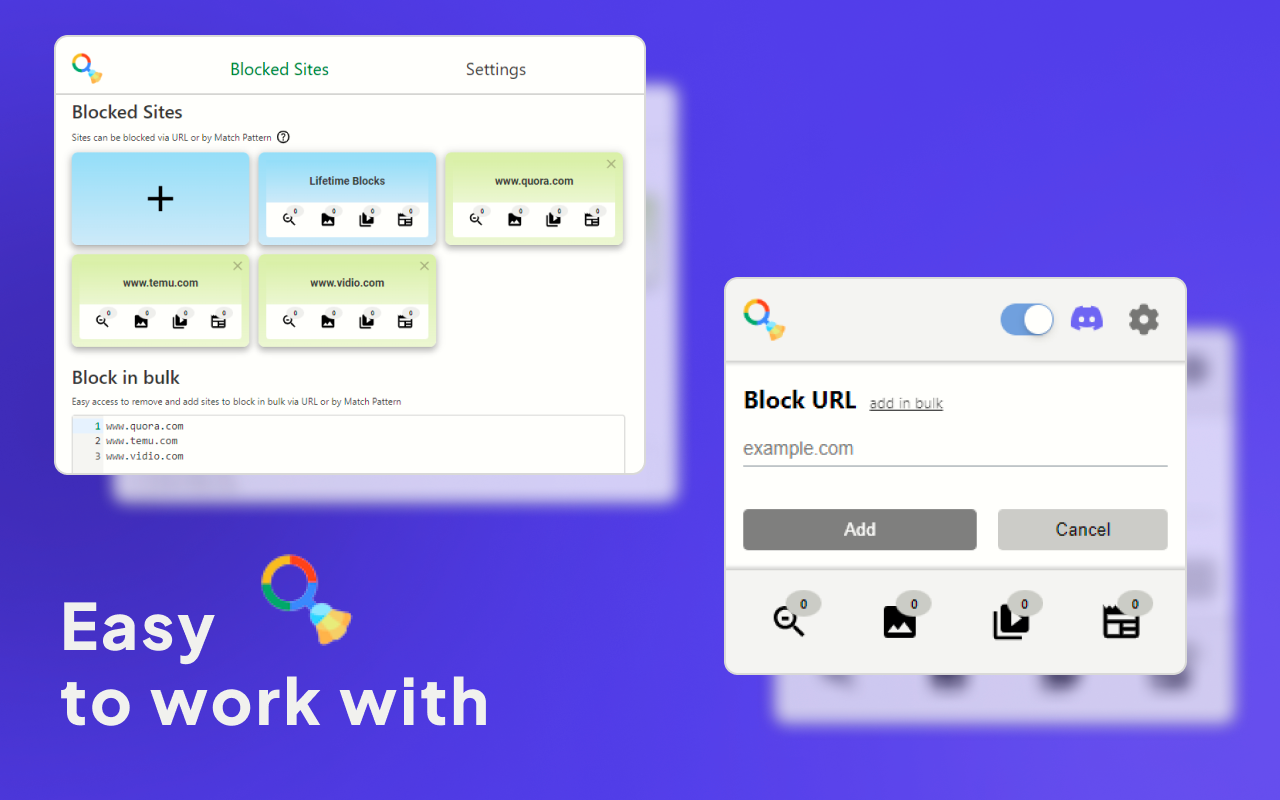 Blocked Sites
Settings
Blocked Sites
Sites can be blocked via URL or by Match Pattern ?
+
Lifetime Blocks
0 0 0 0
www.quora.com
0 0 0 0
www.temu.com
0 0 0 0
www.vidio.com
0 0 0 0
Block in bulk
Easy access to remove and add sites to block in bulk via URL or by Match Pattern
1 www.quora.com
2 www.temu.com
3 www.vidio.com
Block URL add in bulk
example.com
Add
Cancel
0 0 0 0
Easy
to work with